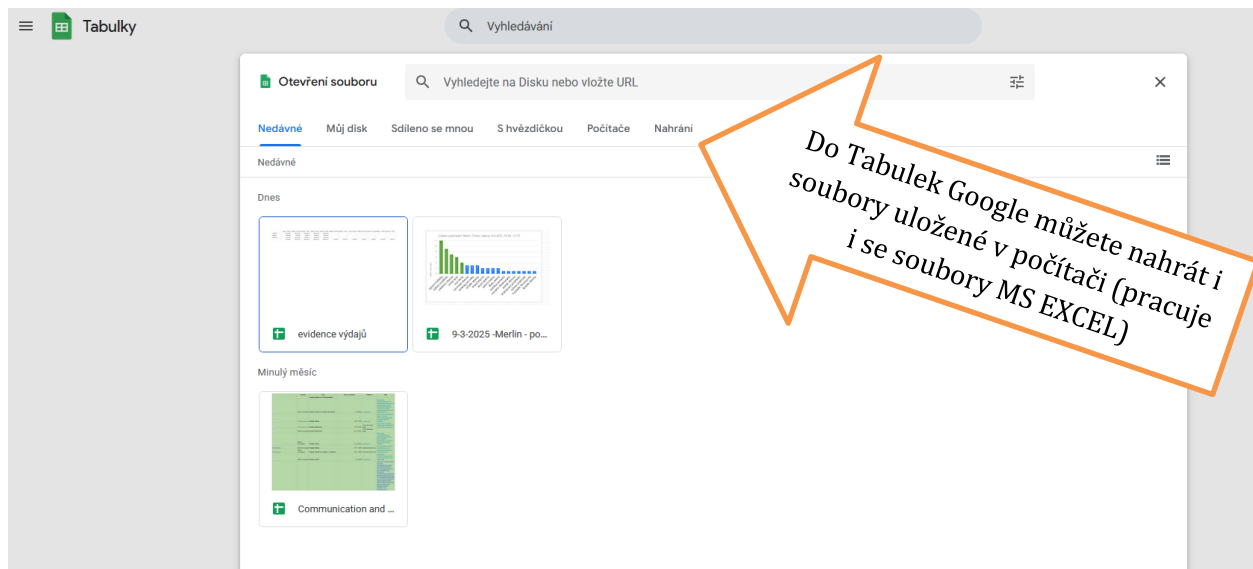 Tabulky
Vyhledávání
Otevření souboru
Vyhledejte na Disku nebo vložte URL
Nedávné Můj disk Sdíleno se mnou S hvězdičkou Počítače Nahrání
Nedávné
Do Tabulek Google můžete nahrát i
soubory uložené v počítači (pracuje
i se soubory MS EXCEL)
Dnes
evidence výdajů
9-3-2025 -Merlin - po...
Minulý měsíc
Communication and ...